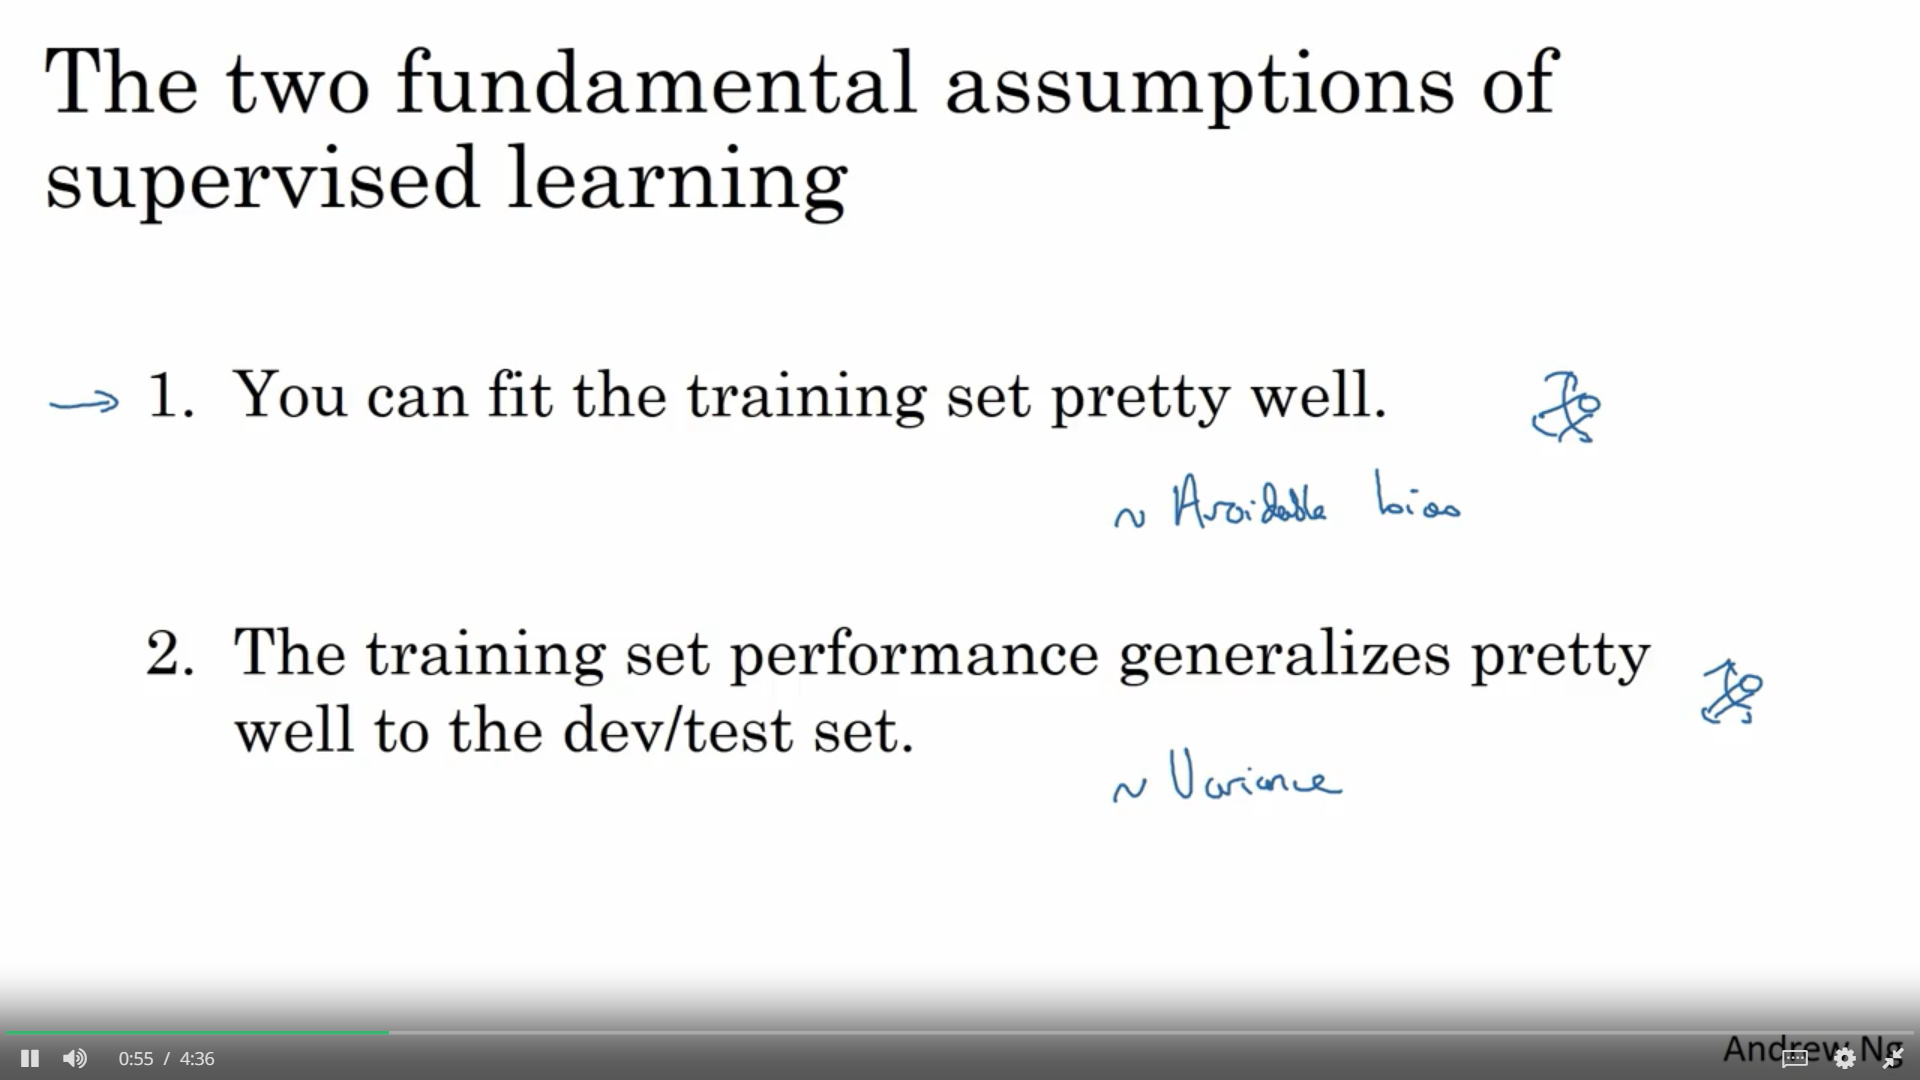 The two fundamental assumptions of
supervised learning
→ 1. You can fit the training set pretty well.
~ Avoidable bias
2. The training set performance generalizes pretty
well to the dev/test set.
~ Variance
0:55 / 4:36
Andrew Ng